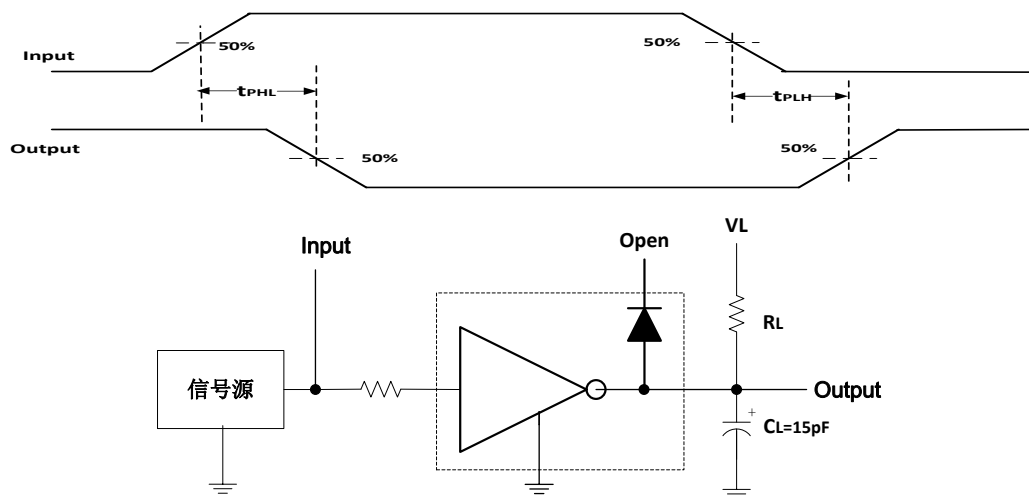 50%
50%
Input
tPHL
tPLH
Output
50%
50%
Input
Open
VL
RL
信号源
Output
+
CL=15pF